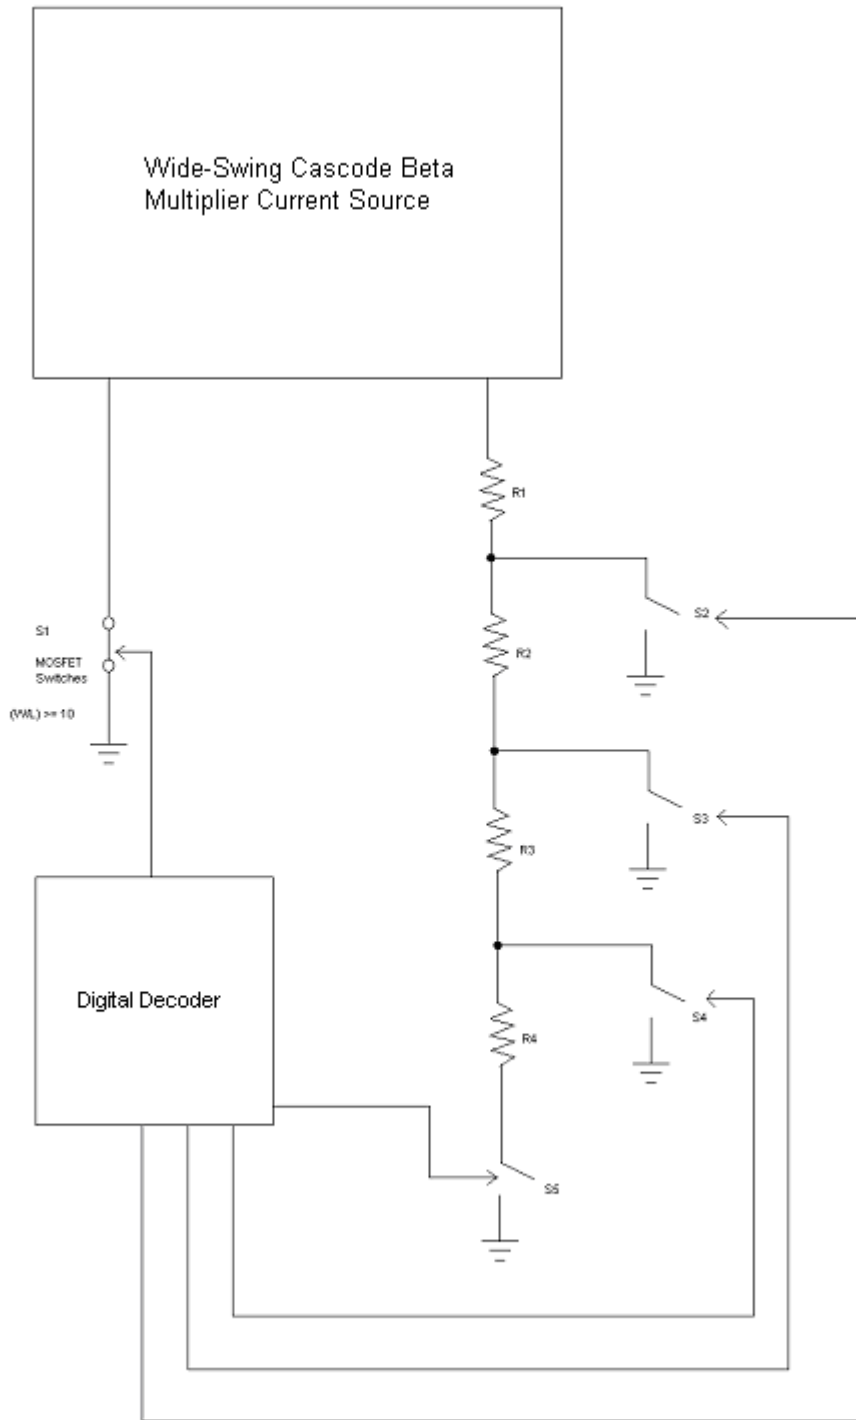 Wide-Swing Cascode Beta
Multiplier Current Source
R1
S2
S1
R2
MOSFET
Switches
(W/L) >= 10
S3
R3
Digital Decoder
S4
R4
S5